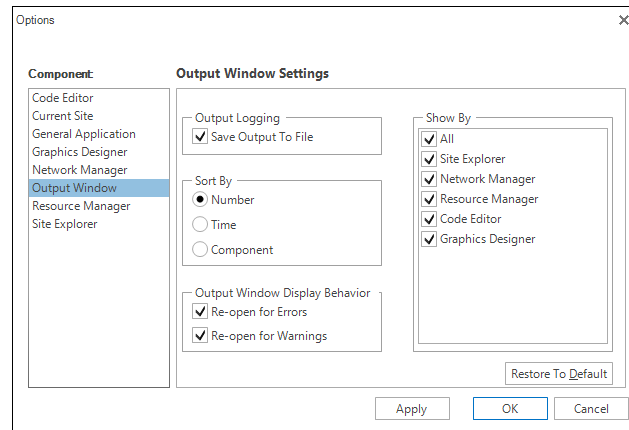 Options
Component:
Code Editor
Current Site
General Application
Graphics Designer
Network Manager
Output Window
Resource Manager
Site Explorer
Output Window Settings
Output Logging
Save Output To File
Sort By
Number
Time
Component
Output Window Display Behavior
Re-open for Errors
Re-open for Warnings
Show By
All
Site Explorer
Network Manager
Resource Manager
Code Editor
Graphics Designer
Restore To Default
Apply
OK
Cancel